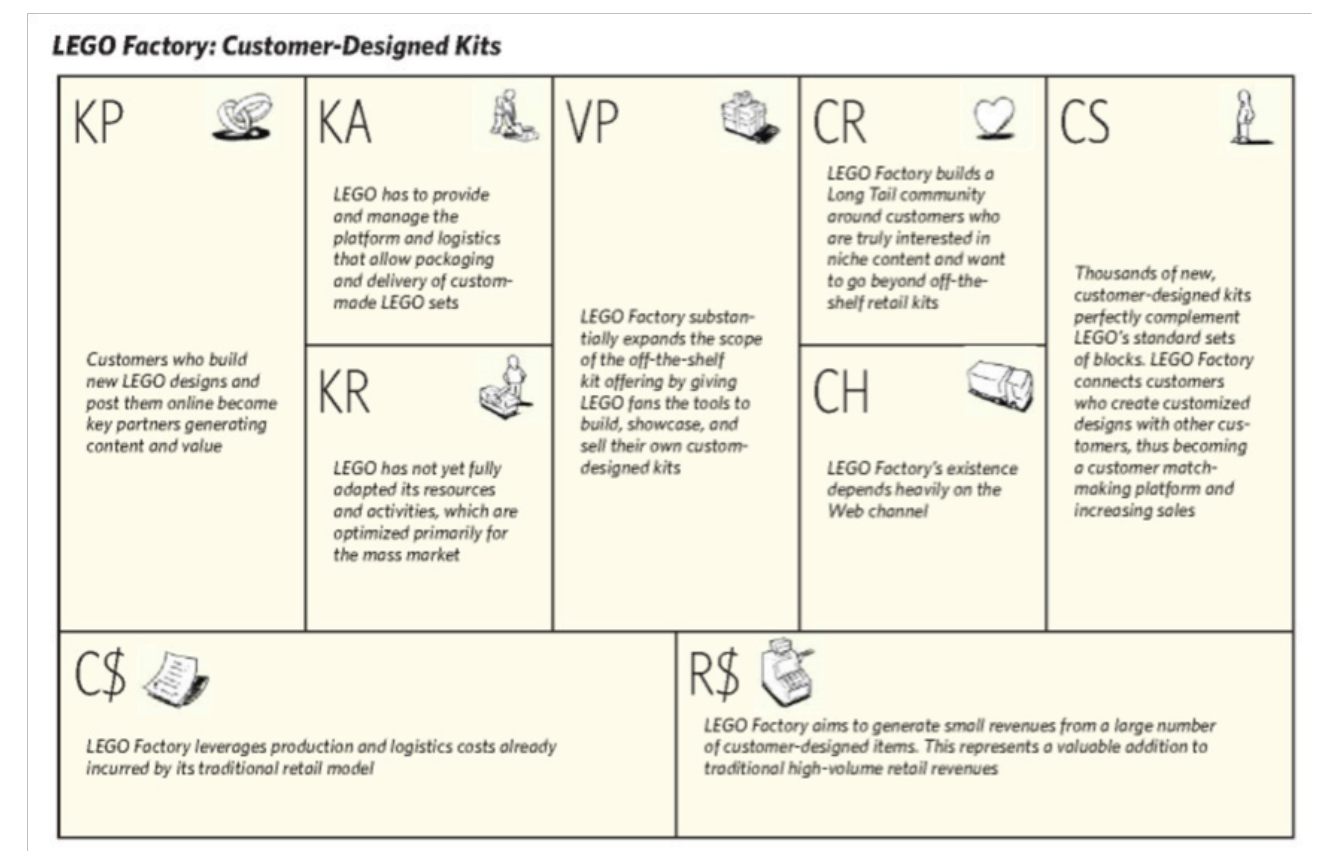 LEGO Factory: Customer-Designed Kits
KP
Customers who build
new LEGO designs and
post them online become
key partners generating
content and value
KA
LEGO has to provide
and manage the
platform and logistics
that allow packaging
and delivery of custom-
made LEGO sets
KR
LEGO has not yet fully
adapted its resources
and activities, which are
optimized primarily for
the mass market
VP
LEGO Factory substan-
tially expands the scope
of the off-the-shelf
kit offering by giving
LEGO fans the tools to
build, showcase, and
sell their own custom-
designed kits
CR
LEGO Factory builds a
Long Tail community
around customers who
are truly interested in
niche content and want
to go beyond off-the-
shelf retail kits
CH
LEGO Factory's existence
depends heavily on the
Web channel
CS
Thousands of new,
customer-designed kits
perfectly complement
LEGO's standard sets
of blocks. LEGO Factory
connects customers
who create customized
designs with other cus-
tomers, thus becoming
a customer match-
making platform and
increasing sales
C$
LEGO Factory leverages production and logistics costs already
incurred by its traditional retail model
R$
LEGO Factory aims to generate small revenues from a large number
of customer-designed items. This represents a valuable addition to
traditional high-volume retail revenues